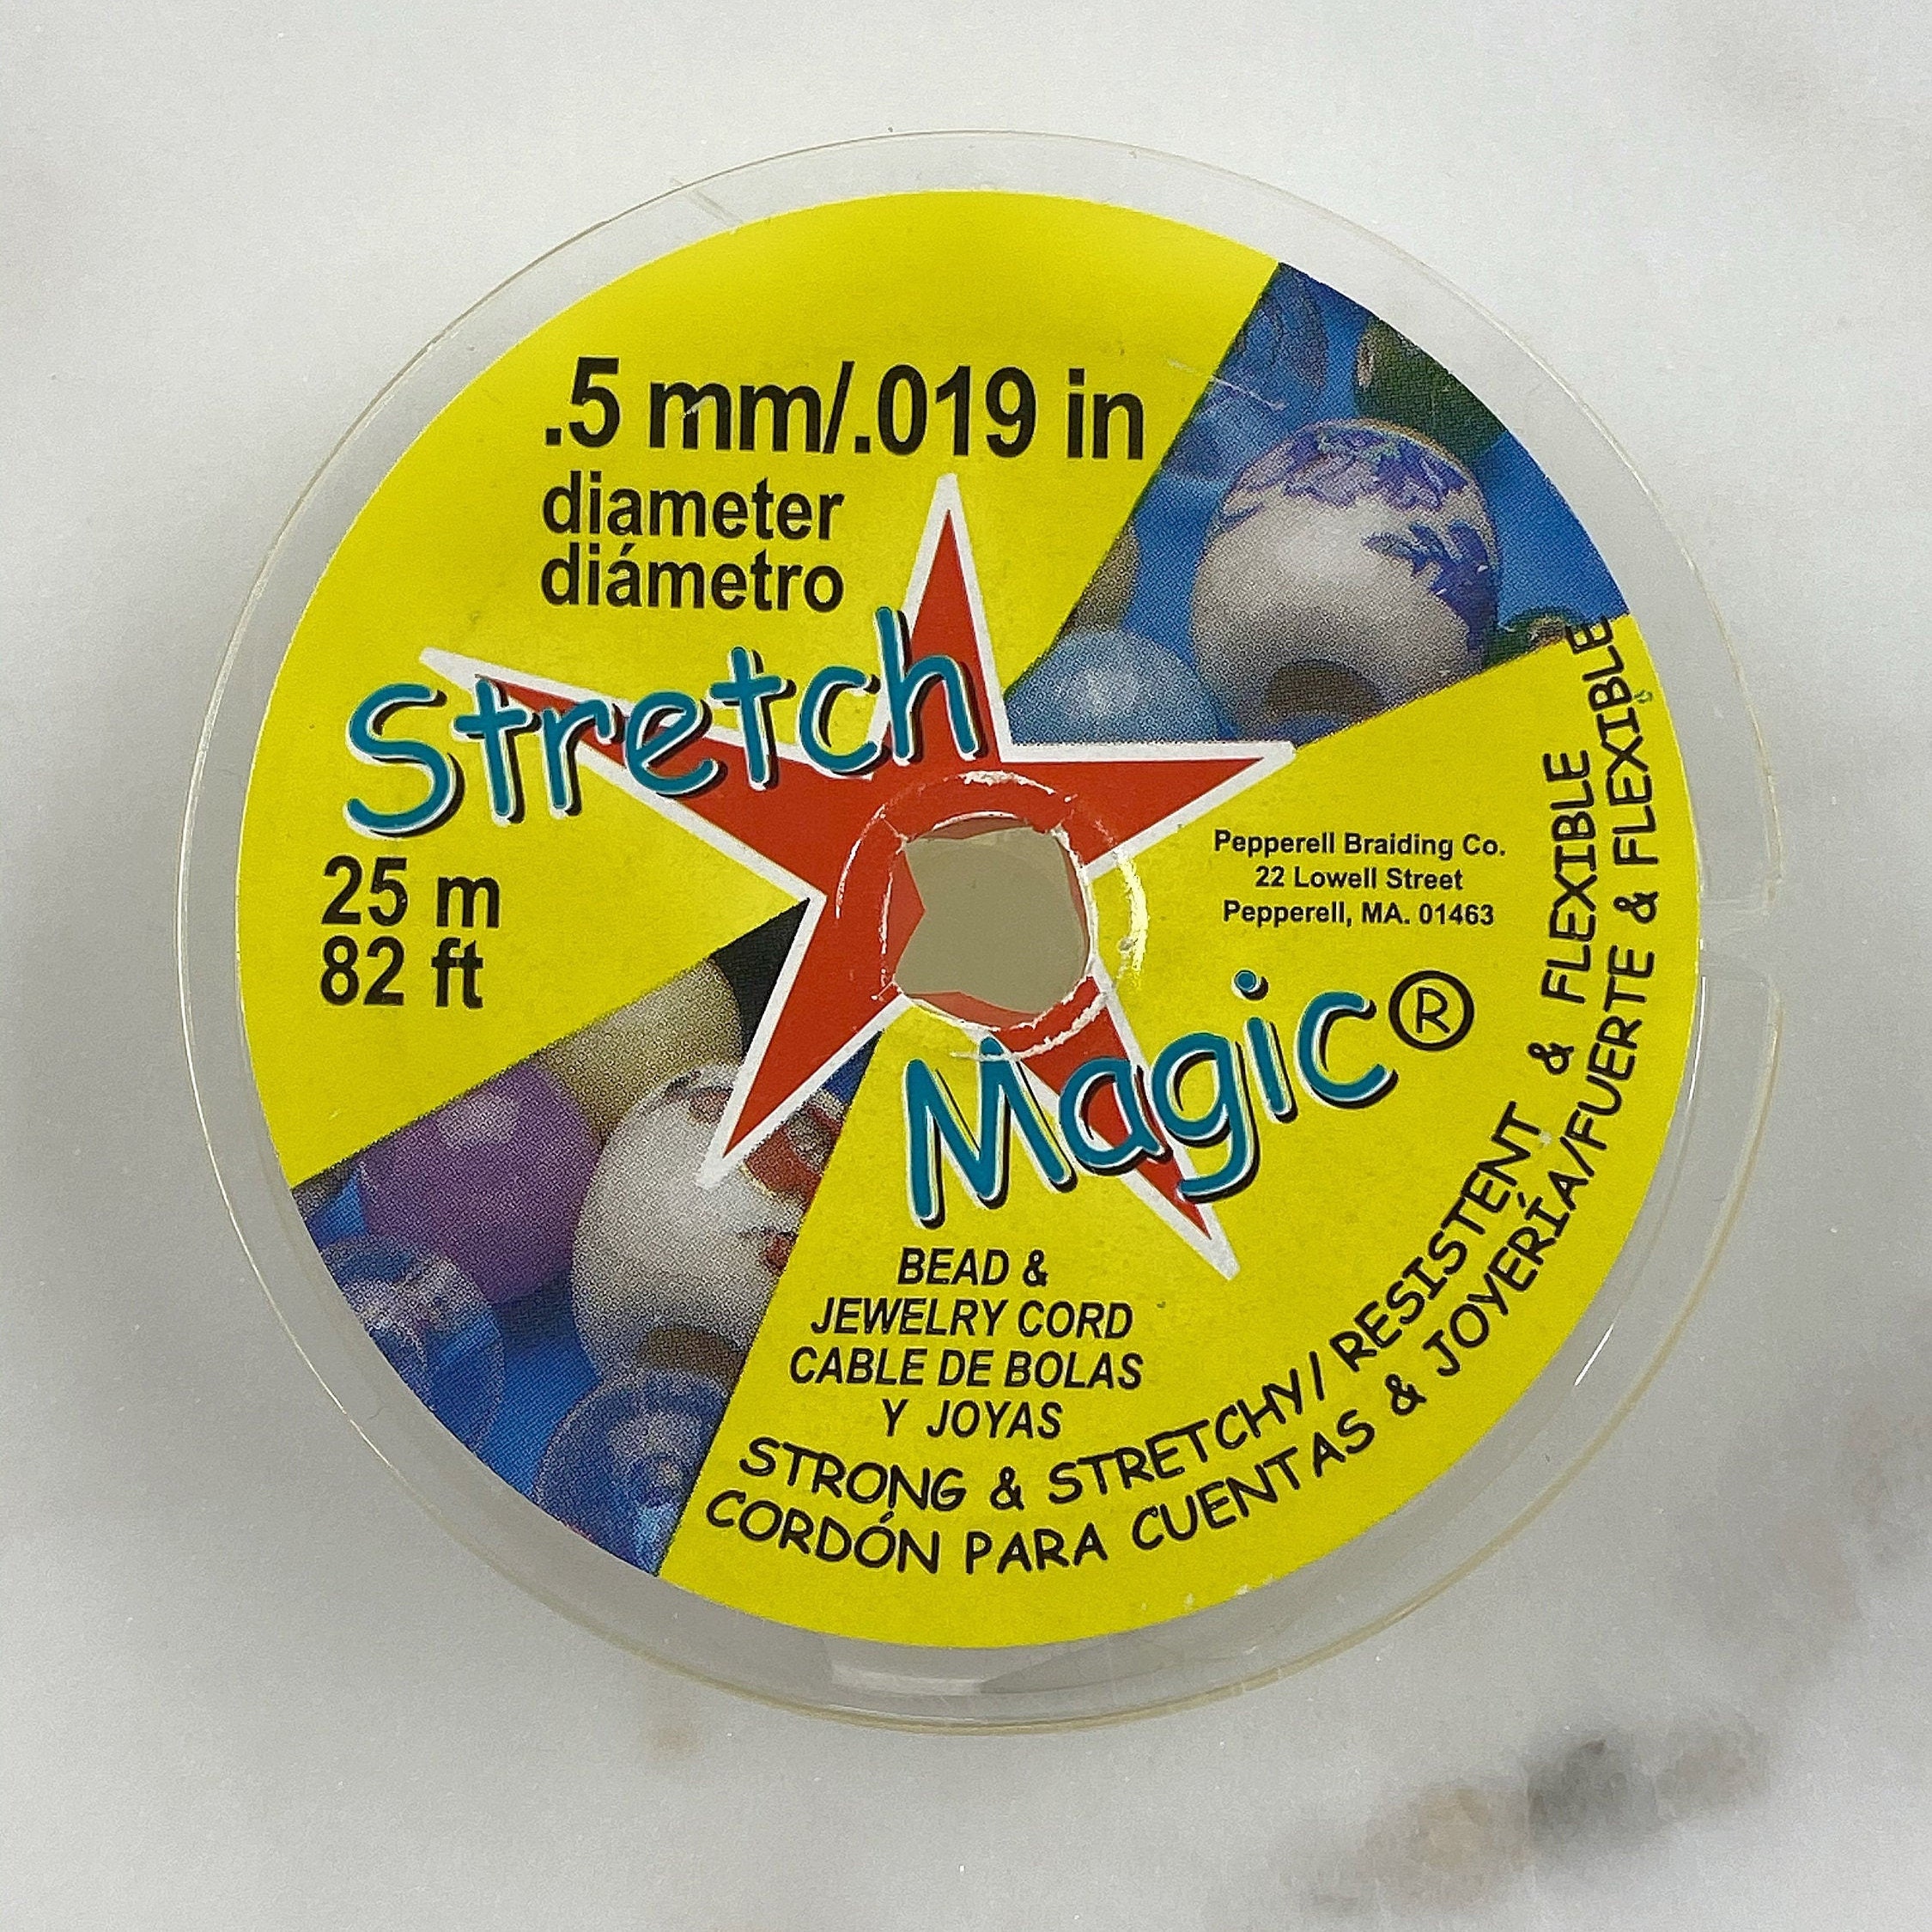 .5 mm/.019 in
diameter
diámetro
Stretch
25 m
82 ft
Pepperell Braiding Co.
22 Lowell Street
Pepperell, MA. 01463
Magic®
BEAD &
JEWELRY CORD
CABLE DE BOLAS
Y JOYAS
STRONG & STRETCHY/ RESISTENT & FLEXIBLE
CORDÓN PARA CUENTAS & JOYERÍA/FUERTE & FLEXIBLE